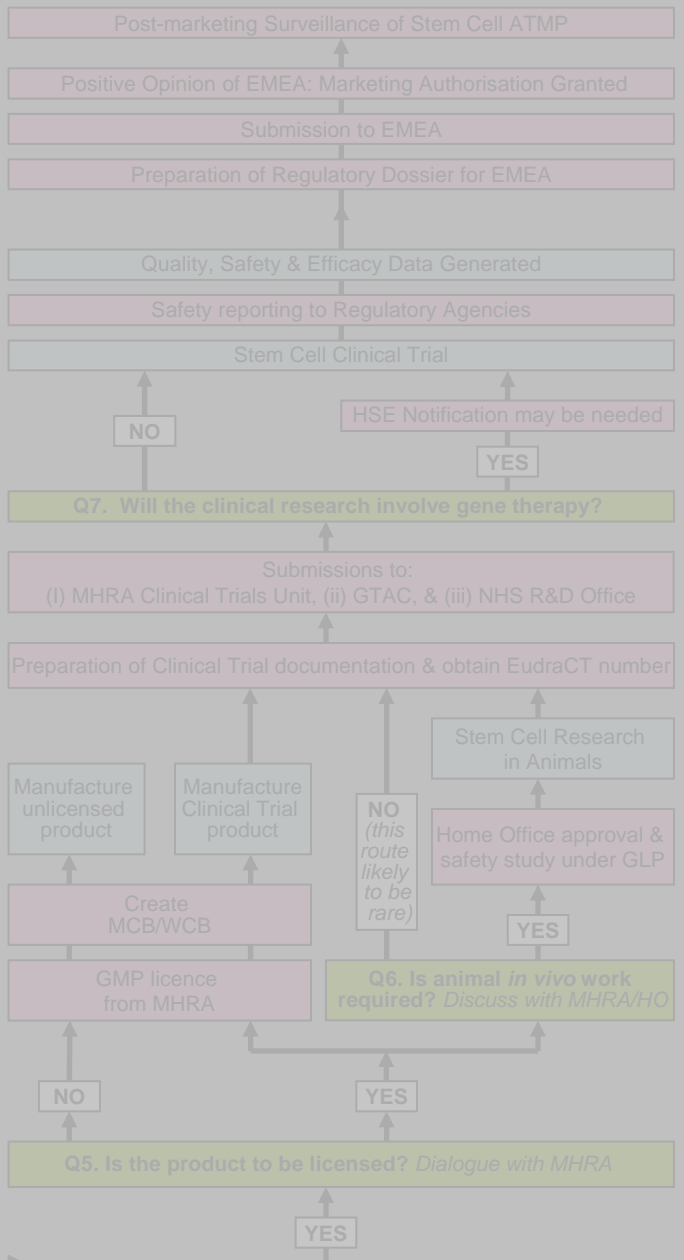 Post-marketing Surveillance of Stem Cell ATMP
Positive Opinion of EMEA: Marketing Authorisation Granted
Submission to EMEA
Preparation of Regulatory Dossier for EMEA
Quality, Safety & Efficacy Data Generated
Safety reporting to Regulatory Agencies
Stem Cell Clinical Trial
HSE Notification may be needed
NO
YES
Q7. Will the clinical research involve gene therapy?
Submissions to:
(I) MHRA Clinical Trials Unit, (ii) GTAC, & (iii) NHS R&D Office
Preparation of Clinical Trial documentation & obtain EudraCT number
Stem Cell Research
in Animals
Manufacture
unlicensed
product
Manufacture
Clinical Trial
product
NO
(this
route
likely
to be
rare)
Home Office approval &
safety study under GLP
Create
MCB/WCB
YES
GMP licence
from MHRA
Q6. Is animal in vivo work
required? Discuss with MHRA/HO
NO
YES
Q5. Is the product to be licensed? Dialogue with MHRA
YES